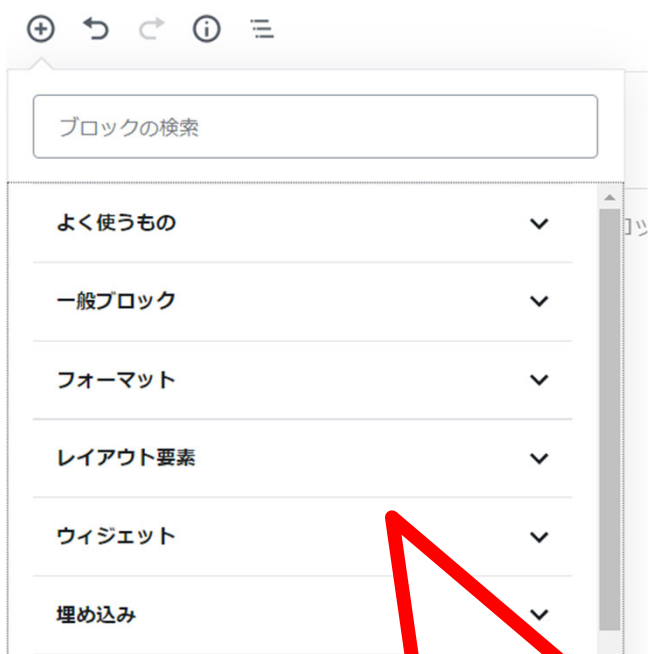 ブロックの検索
よく使うもの
一般ブロック
フォーマット
レイアウト要素
ウィジェット
埋め込み